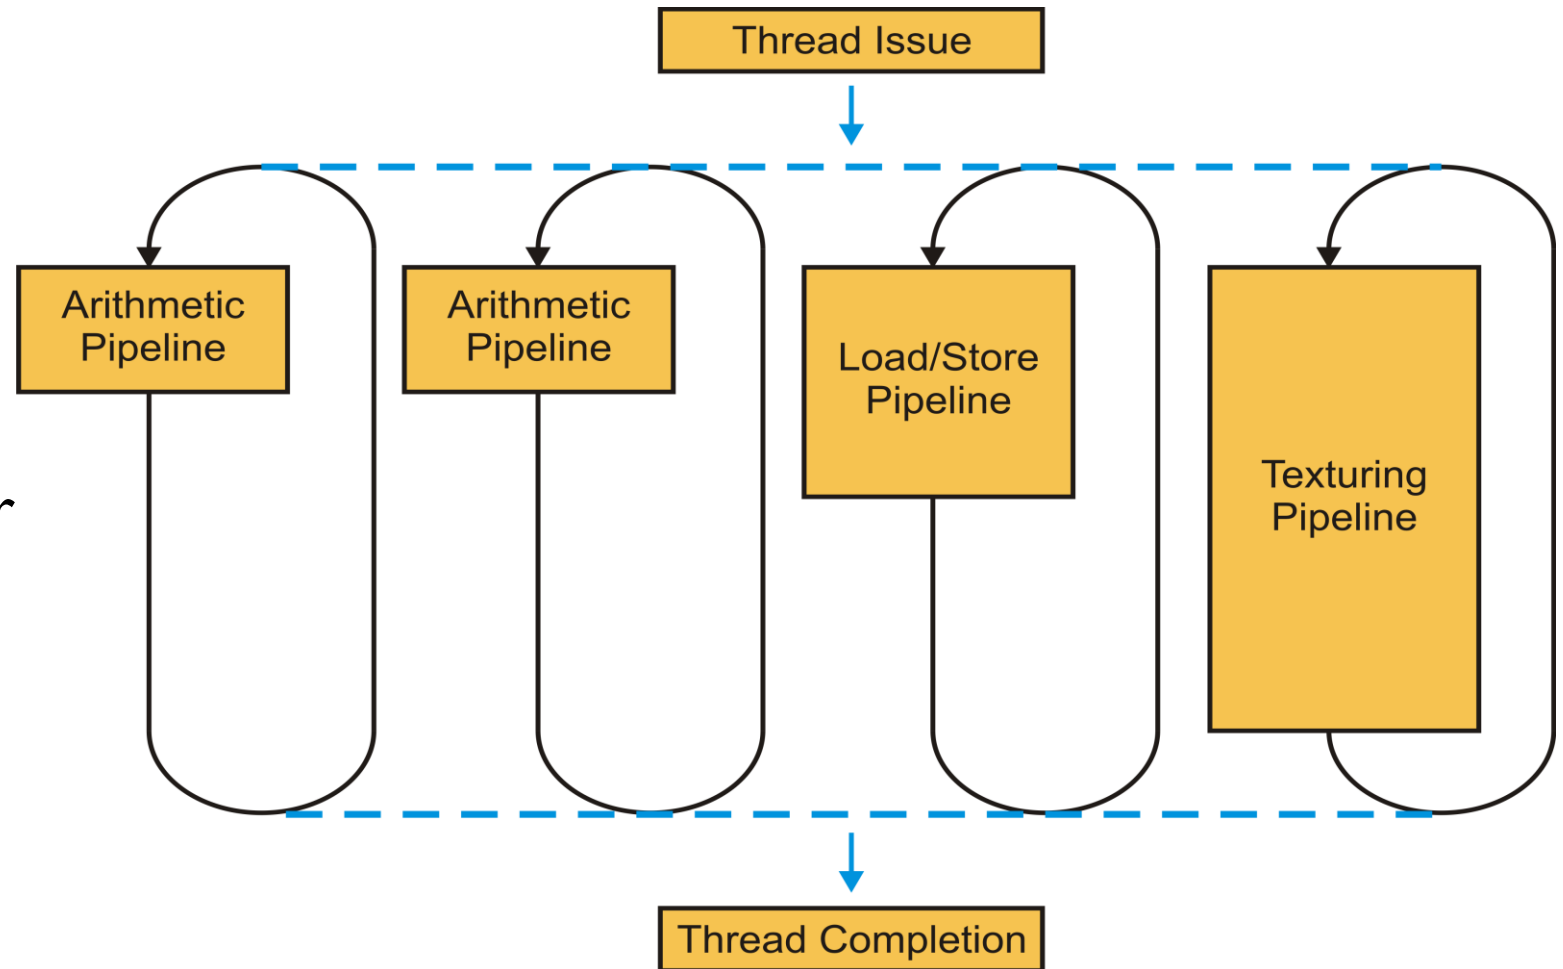 Thread Issue
Arithmetic
Pipeline
Arithmetic
Pipeline
Load/Store
Pipeline
Texturing
Pipeline
r
Thread Completion